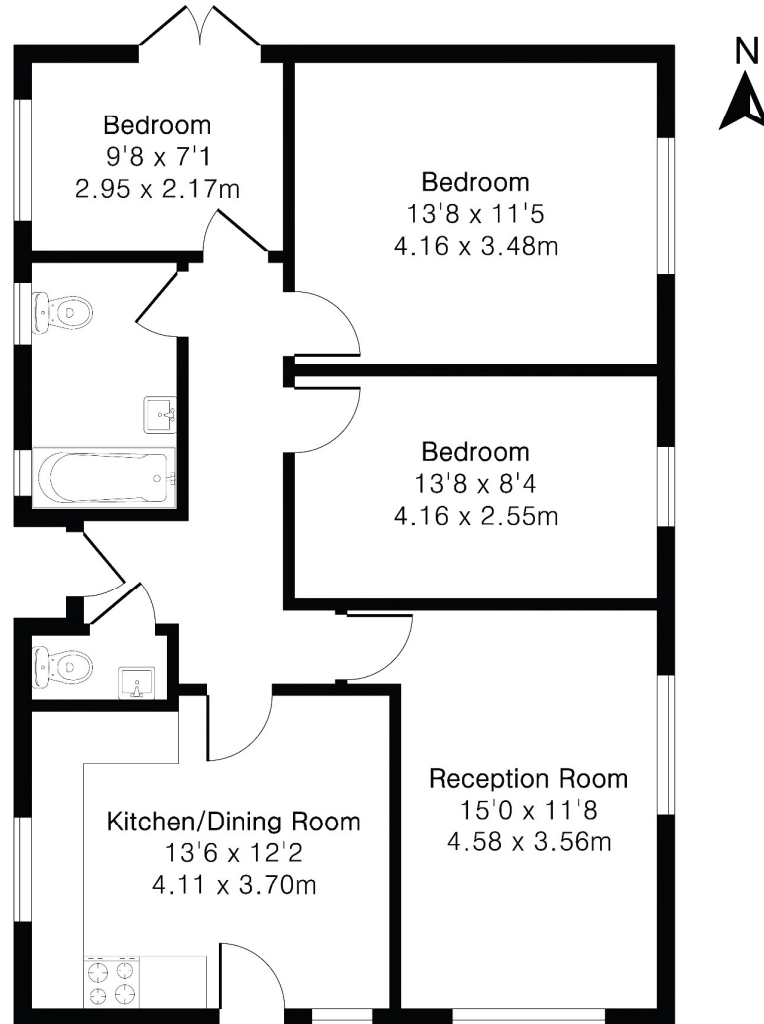 N
Bedroom
9'8 x 7'1
2.95 x 2.17m
Bedroom
13'8 x 11'5
4.16 x 3.48m
Bedroom
13'8 x 8'4
4.16 x 2.55m
Reception Room
15'0 x 11'8
4.58 x 3.56m
Kitchen/Dining Room
13'6 x 12'2
4.11 x 3.70m